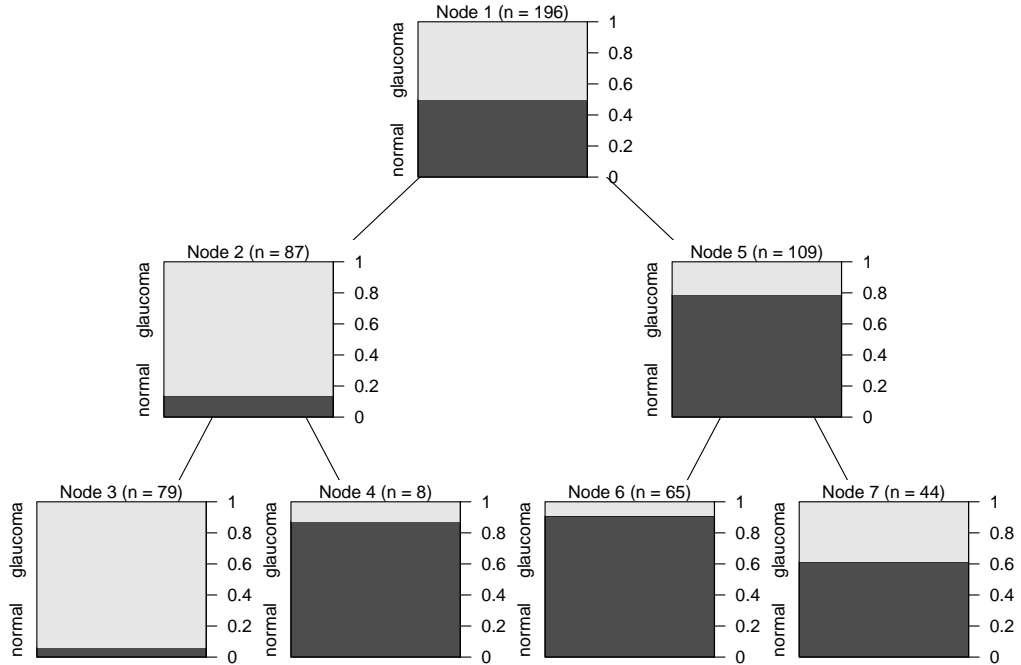 Node 1 (n = 196)
glaucoma
normal
1
0.8
0.6
0.4
0.2
0
Node 2 (n = 87)
glaucoma
normal
1
0.8
0.6
0.4
0.2
0
Node 5 (n = 109)
glaucoma
normal
1
0.8
0.6
0.4
0.2
0
Node 3 (n = 79)
glaucoma
normal
1
0.8
0.6
0.4
0.2
0
Node 4 (n = 8)
glaucoma
normal
1
0.8
0.6
0.4
0.2
0
Node 6 (n = 65)
glaucoma
normal
1
0.8
0.6
0.4
0.2
0
Node 7 (n = 44)
glaucoma
normal
1
0.8
0.6
0.4
0.2
0